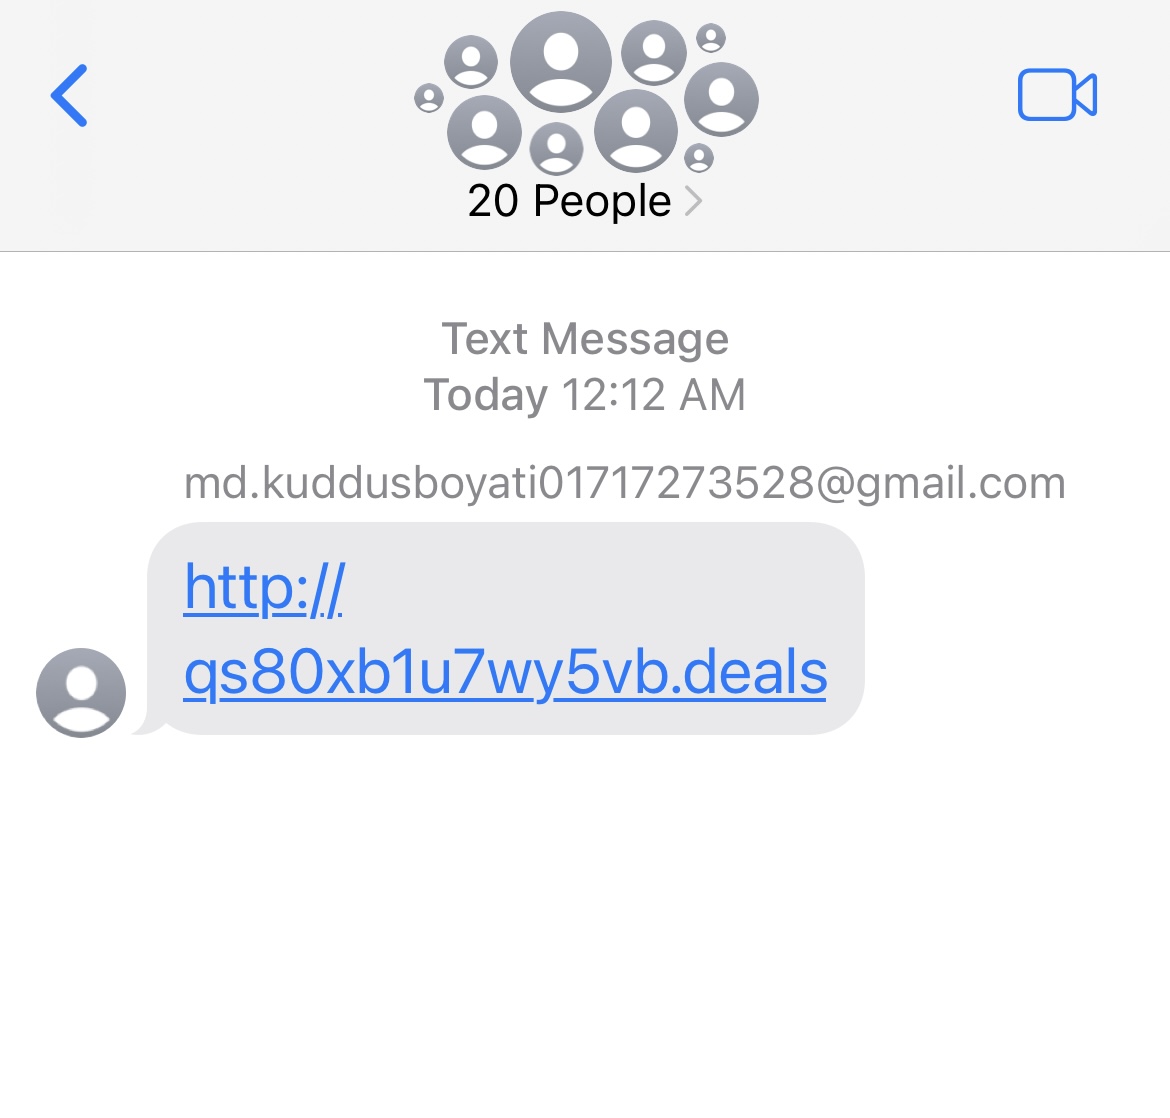 20 People
Text Message
Today 12:12 AM
md.kuddusboyati01717273528@gmail.com
http://
qs80xb1u7wy5vb.deals